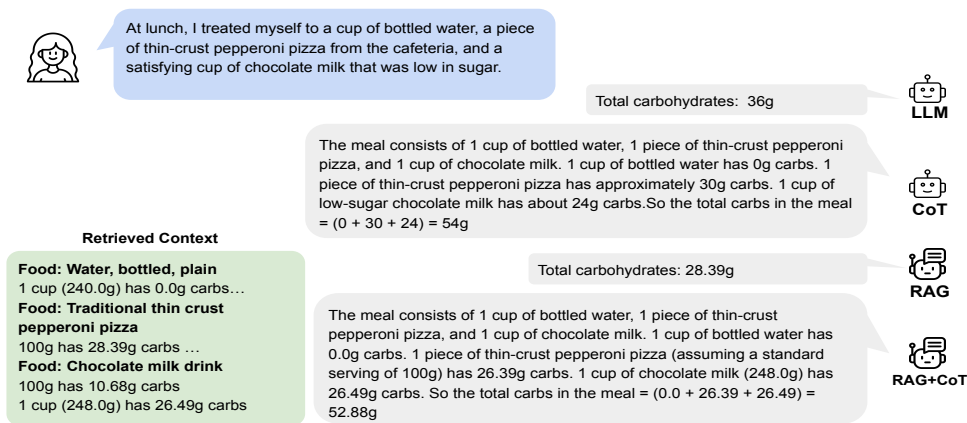 At lunch, I treated myself to a cup of bottled water, a piece
of thin-crust pepperoni pizza from the cafeteria, and a
satisfying cup of chocolate milk that was low in sugar.
Total carbohydrates: 36g
LLM
The meal consists of 1 cup of bottled water, 1 piece of thin-crust pepperoni
pizza, and 1 cup of chocolate milk. 1 cup of bottled water has 0g carbs. 1
piece of thin-crust pepperoni pizza has approximately 30g carbs. 1 cup of
low-sugar chocolate milk has about 24g carbs.So the total carbs in the meal
= (0 + 30 + 24) = 54g
CoT
Retrieved Context
Food: Water, bottled, plain
1 cup (240.0g) has 0.0g carbs…
Food: Traditional thin crust
pepperoni pizza
100g has 28.39g carbs …
Food: Chocolate milk drink
100g has 10.68g carbs
1 cup (248.0g) has 26.49g carbs
Total carbohydrates: 28.39g
RAG
The meal consists of 1 cup of bottled water, 1 piece of thin-crust
pepperoni pizza, and 1 cup of chocolate milk. 1 cup of bottled water has
0.0g carbs. 1 piece of thin-crust pepperoni pizza (assuming a standard
serving of 100g) has 26.39g carbs. 1 cup of chocolate milk (248.0g) has
26.49g carbs. So the total carbs in the meal = (0.0 + 26.39 + 26.49) =
52.88g
RAG+CoT